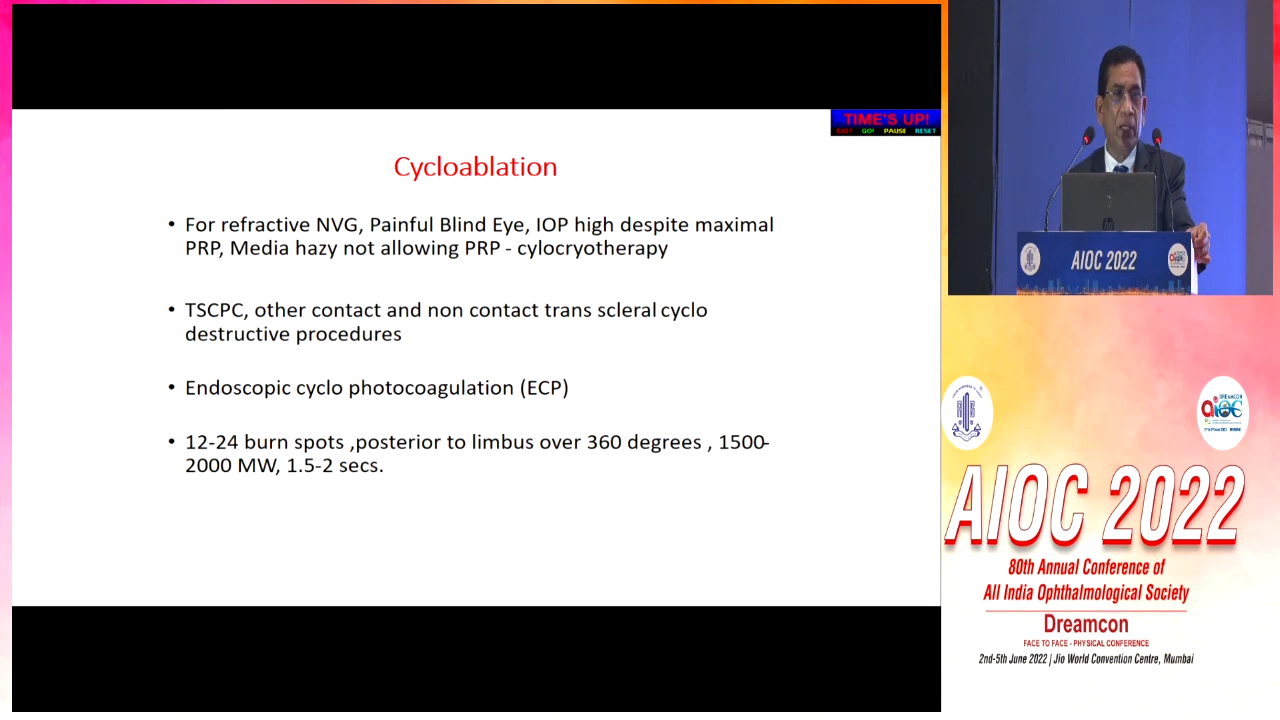 TIME'S UP!
GO! PAUSE RESET
Cycloablation
• For refractive NVG, Painful Blind Eye, IOP high despite maximal
PRP, Media hazy not allowing PRP - cylocryotherapy
• TSCPC, other contact and non contact trans scleral cyclo
destructive procedures
• Endoscopic cyclo photocoagulation (ECP)
• 12-24 burn spots ,posterior to limbus over 360 degrees , 1500-
2000 MW, 1.5-2 secs.
AIOC 2022
DREAMCON
AIOC
AIOC 2022
80th Annual Conference of
All India Ophthalmological Society
Dreamcon
FACE TO FACE - PHYSICAL CONFERENCE
2nd-5th June 2022 | Jio World Convention Centre, Mumbai